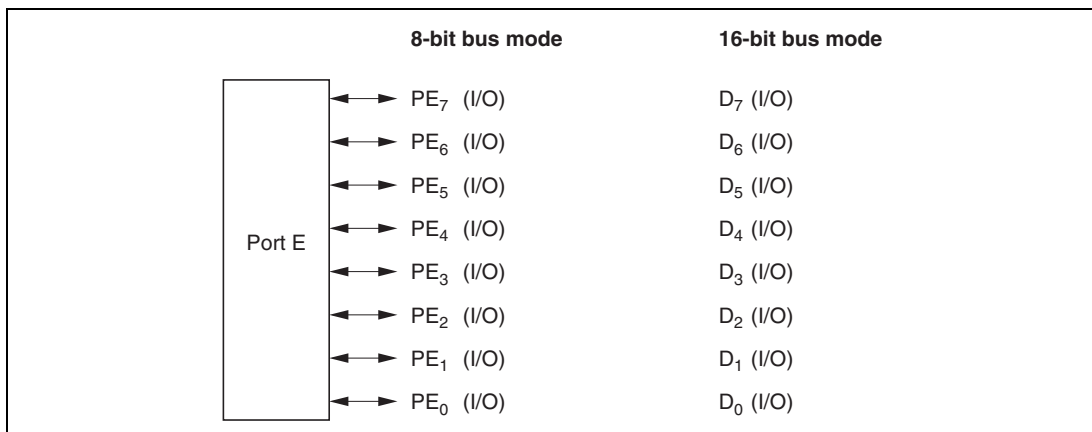 8-bit bus mode 16-bit bus mode
PE7 (I/O) D7 (I/O)
PE6 (I/O) D6 (I/O)
PE5 (I/O) D5 (I/O)
PE4 (I/O) D4 (I/O)
Port E
PE3 (I/O) D3 (I/O)
PE2 (I/O) D2 (I/O)
PE1 (I/O) D1 (I/O)
PE0 (I/O) D0 (I/O)